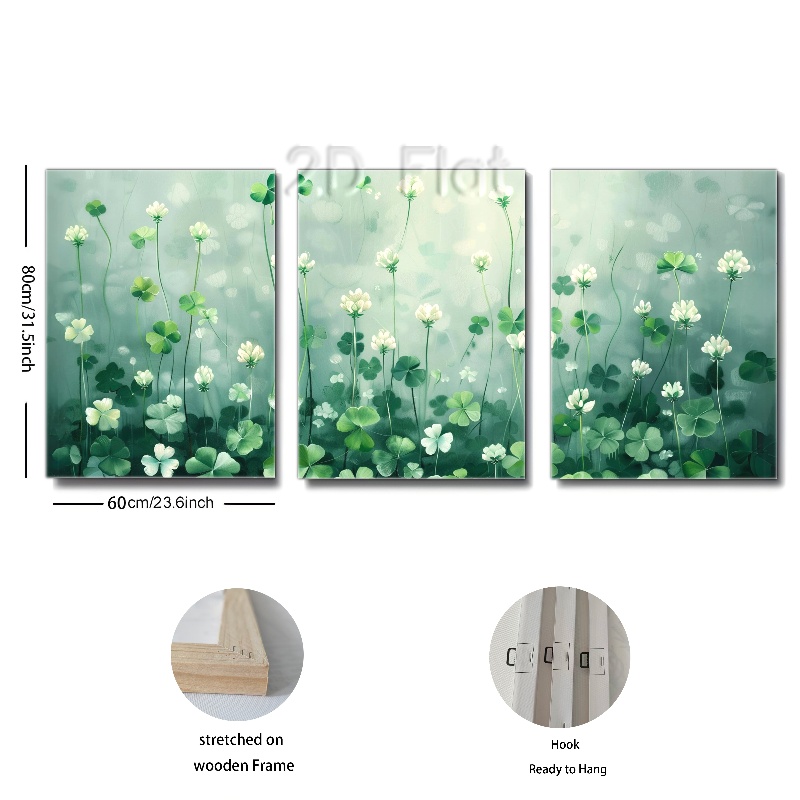 2D Flat
80cm/31.5inch
60cm/23.6inch
stretched on
wooden Frame
Hook
Ready to Hang